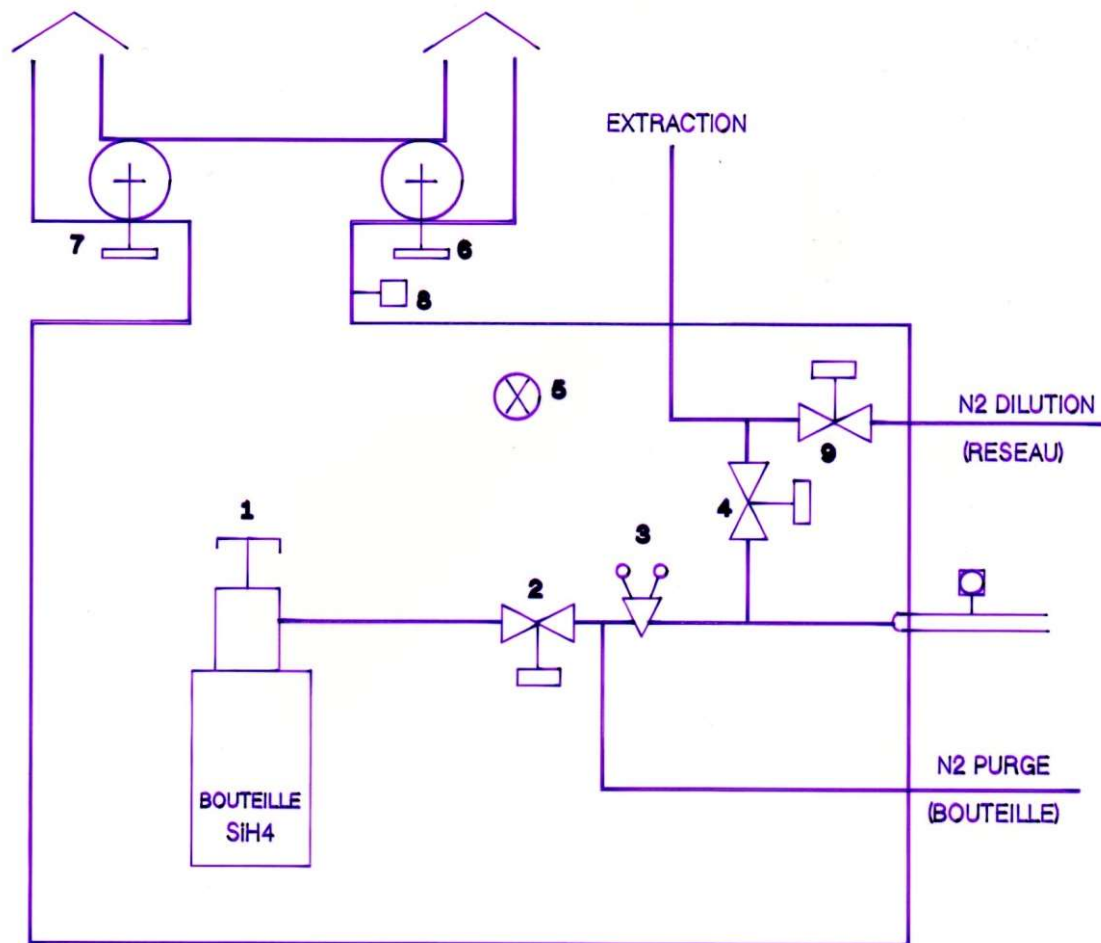 EXTRACTION
7
6
8
5
N2 DILUTION
(RESEAU)
9
4
1
3
2
BOUTEILLE
SiH4
N2 PURGE
(BOUTEILLE)